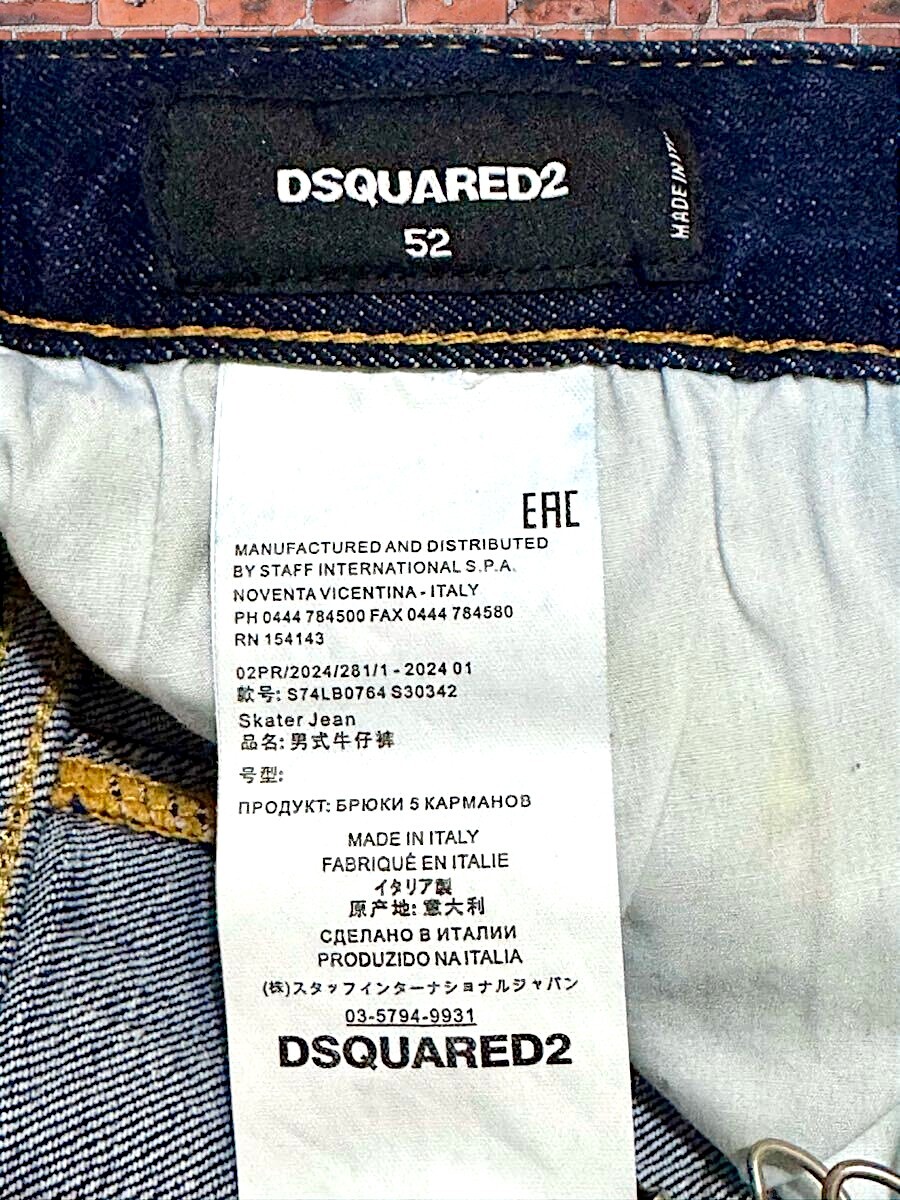 DSQUARED2
52
MADE IN
EAC
MANUFACTURED AND DISTRIBUTED
BY STAFF INTERNATIONAL S.P.A.
NOVENTA VICENTINA - ITALY
PH 0444 784500 FAX 0444 784580
RN 154143
02PR/2024/281/1 - 2024 01
款号: S74LB0764 S30342
Skater Jean
品名: 男式牛仔裤
号型:
ПРОДУКТ: БРЮКИ 5 КАРМАНОВ
MADE IN ITALY
FABRIQUÉ EN ITALIE
イタリア製
原产地: 意大利
СДЕЛАНО В ИТАЛИИ
PRODUZIDO NA ITALIA
(株)スタッフインターナショナルジャパン
03-5794-9931
DSQUARED2